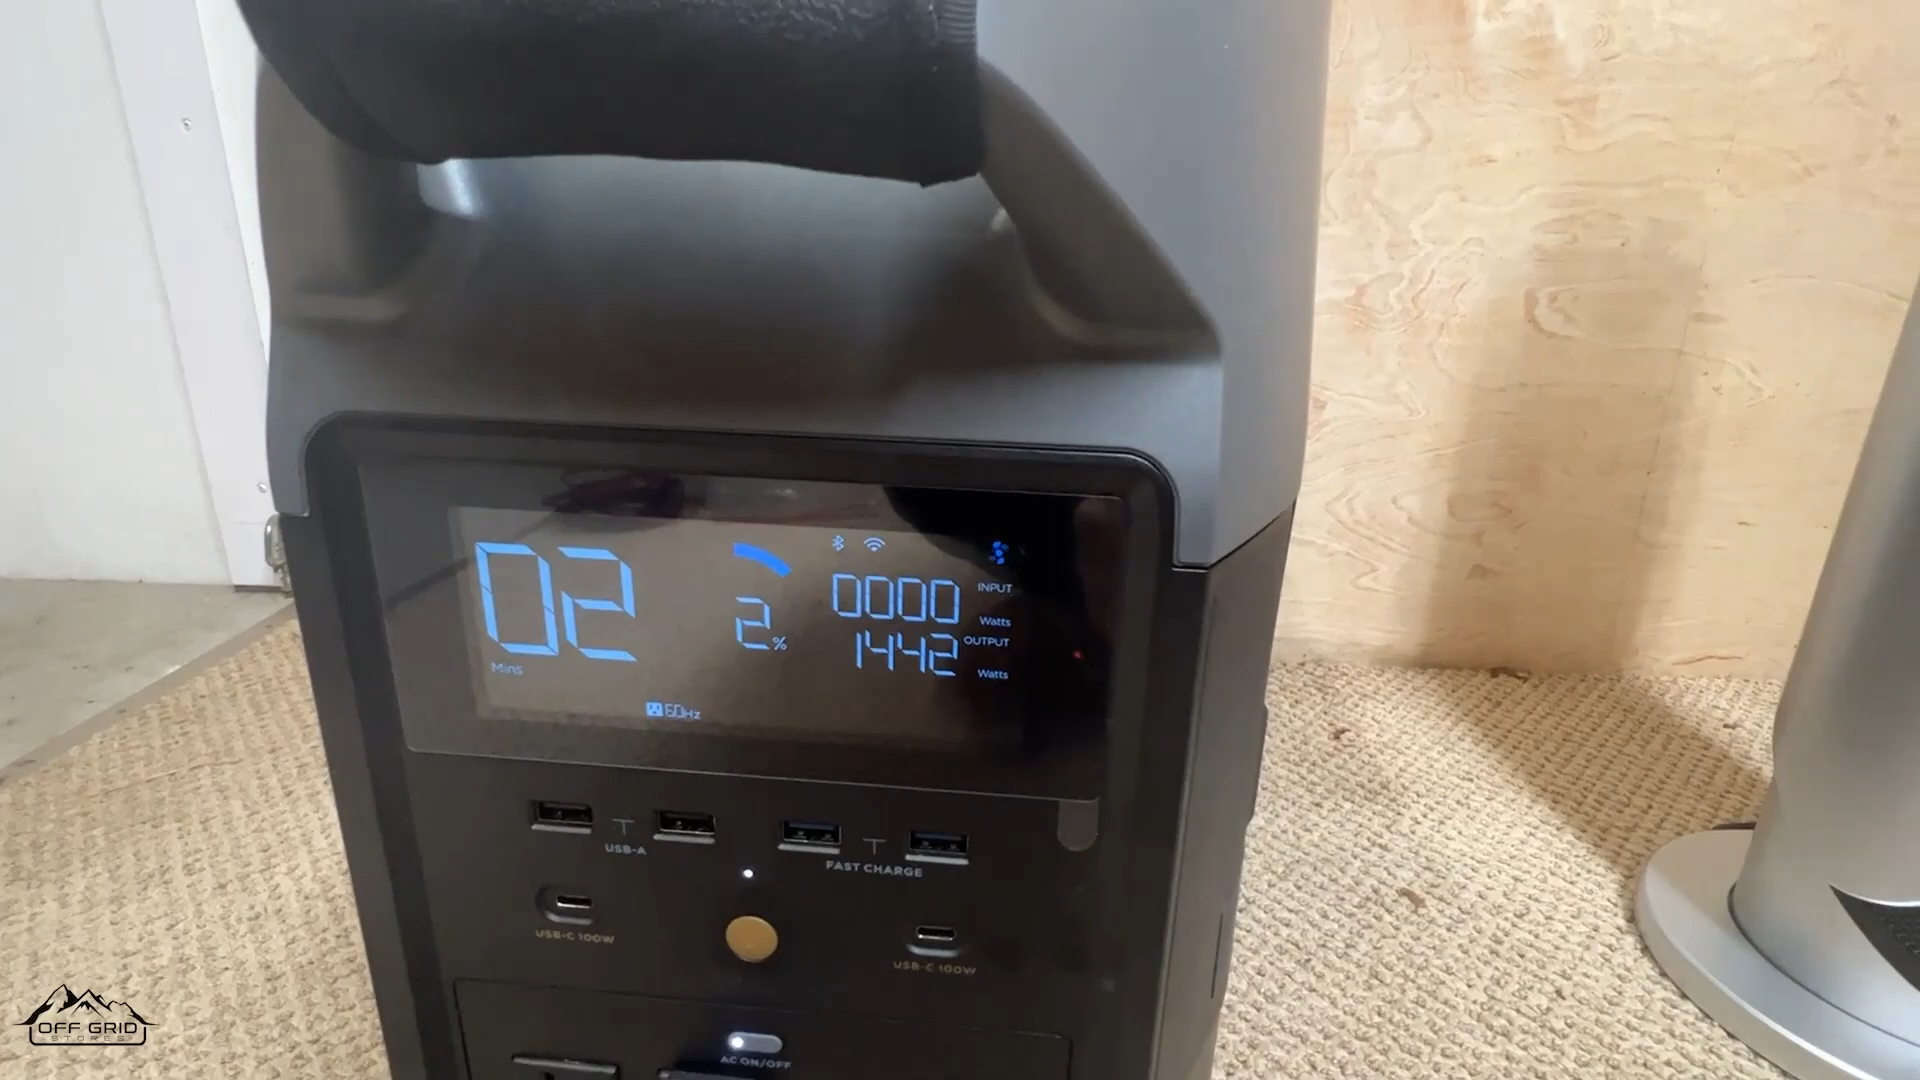 02
Mins
2%
0000 INPUT
Watts
1442 OUTPUT
Watts
60Hz
USB-A
FAST CHARGE
USB-C 100W
USB-C 100W
AC ON/OFF
OFF GRID
STORES